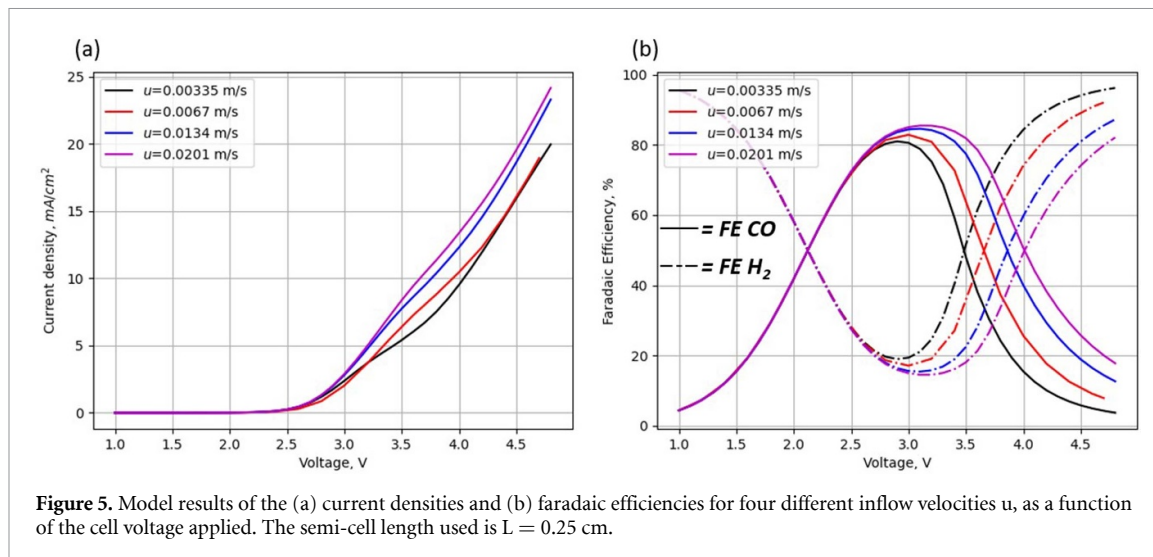 (a)
25
20
15
10
5
0
Current density, mA/cm²
u=0.00335 m/s
u=0.0067 m/s
u=0.0134 m/s
u=0.0201 m/s
1.0 1.5 2.0 2.5 3.0 3.5 4.0 4.5
Voltage, V
(b)
100
80
60
40
20
0
Faradaic Efficiency, %
u=0.00335 m/s
u=0.0067 m/s
u=0.0134 m/s
u=0.0201 m/s
= FE CO
= FE H₂
1.0 1.5 2.0 2.5 3.0 3.5 4.0 4.5
Voltage, V
Figure 5. Model results of the (a) current densities and (b) faradaic efficiencies for four different inflow velocities u, as a function
of the cell voltage applied. The semi-cell length used is L = 0.25 cm.